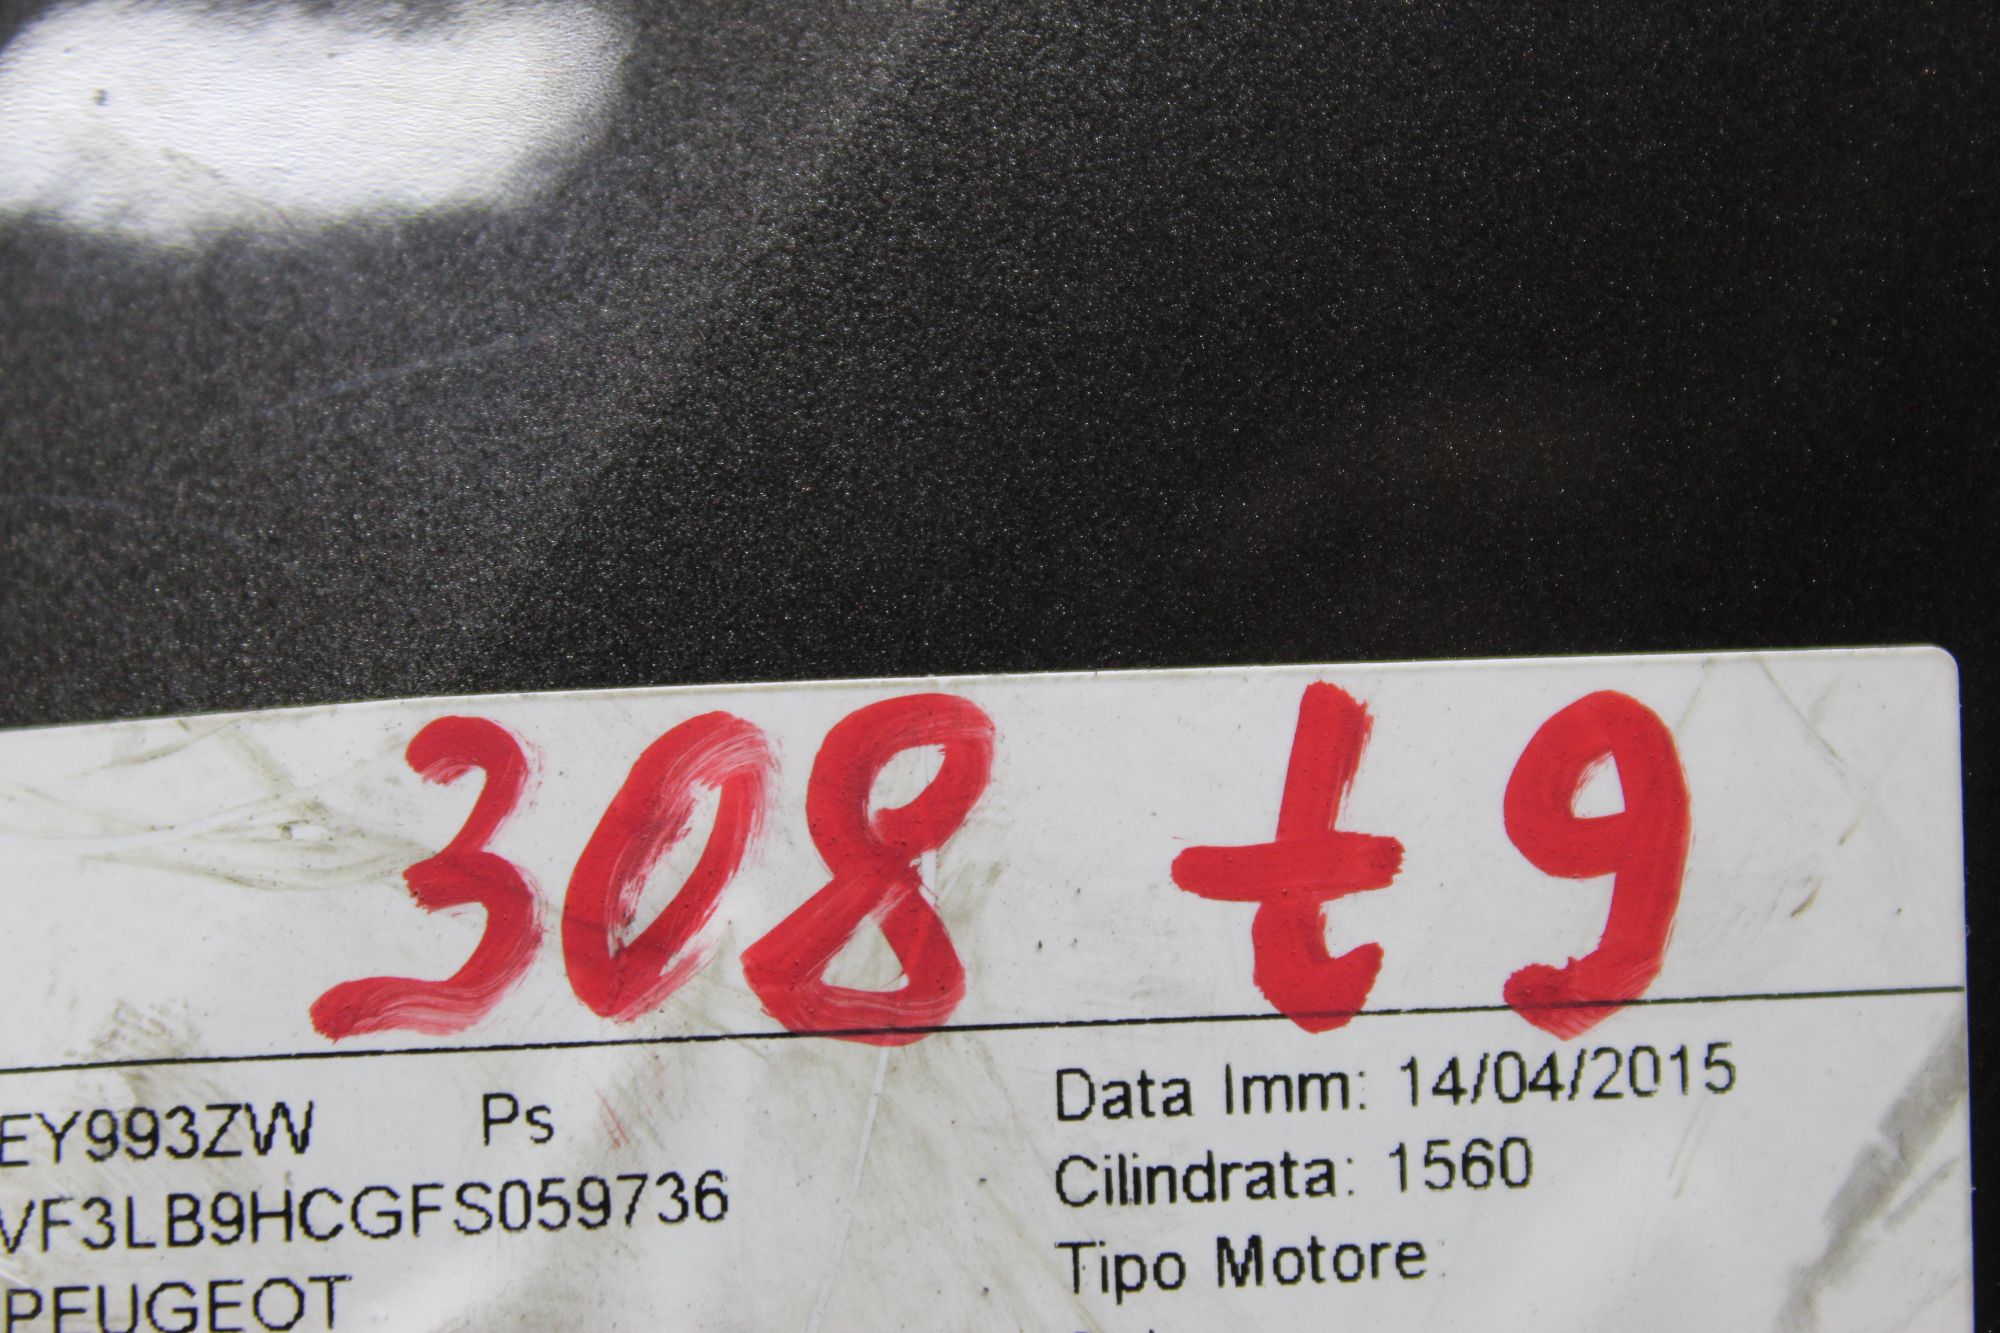 308 t9
EY993ZW Ps
VF3LB9HCGFS059736
PEUGEOT
Data Imm: 14/04/2015
Cilindrata: 1560
Tipo Motore